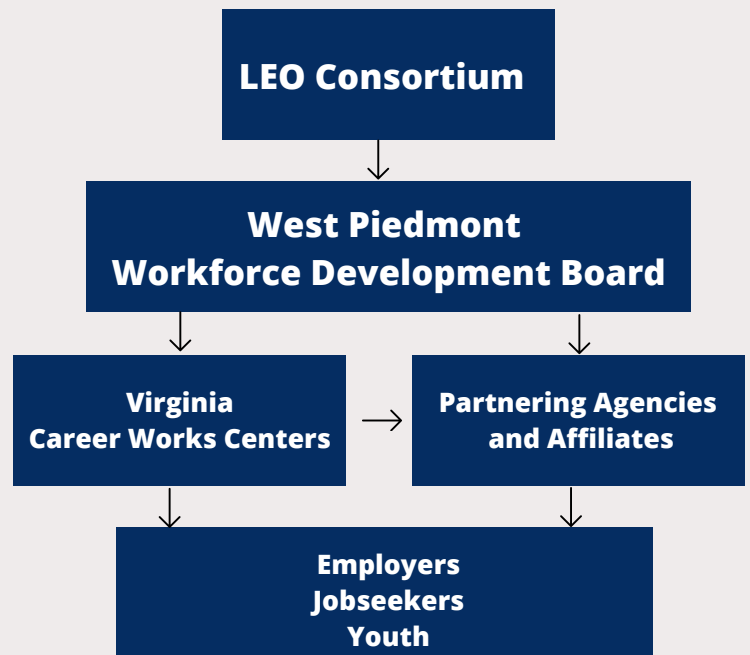 LEO Consortium
West Piedmont
Workforce Development Board
Virginia
Career Works Centers
Partnering Agencies
and Affiliates
Employers
Jobseekers
Youth